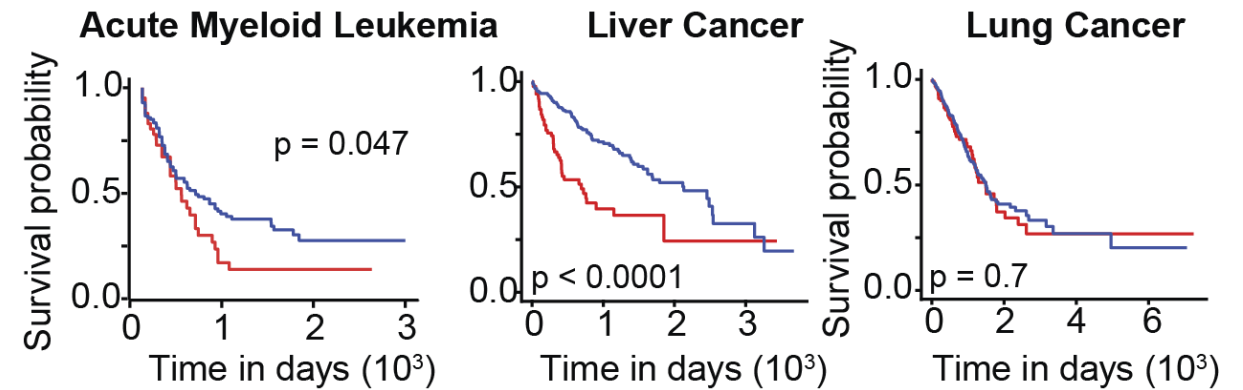 Acute Myeloid Leukemia
Survival probability
1.0
0.5
0.0
p = 0.047
0 1 2 3
Time in days (10³)
Liver Cancer
1.0
0.5
0.0
p < 0.0001
0 1 2 3
Time in days (10³)
Lung Cancer
Survival probability
1.0
0.5
0.0
p = 0.7
0 2 4 6
Time in days (10³)